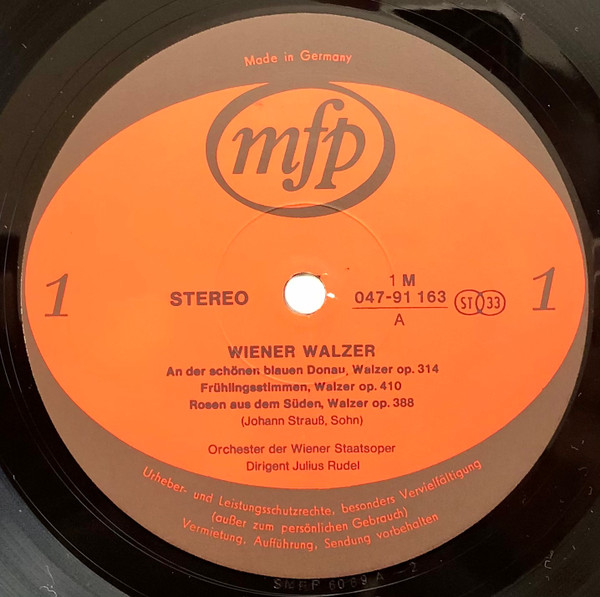 Made in Germany
mfp
1
STEREO
1 M
047-91 163
A
ST 33
1
WIENER WALZER
An der schönen blauen Donau, Walzer op. 314
Frühlingsstimmen, Walzer op. 410
Rosen aus dem Süden, Walzer op. 388
(Johann Strauß, Sohn)
Orchester der Wiener Staatsoper
Dirigent Julius Rudel
Urheber- und Leistungsschutzrechte, besonders Vervielfältigung
(außer zum persönlichen Gebrauch)
Vermietung, Aufführung, Sendung vorbehalten